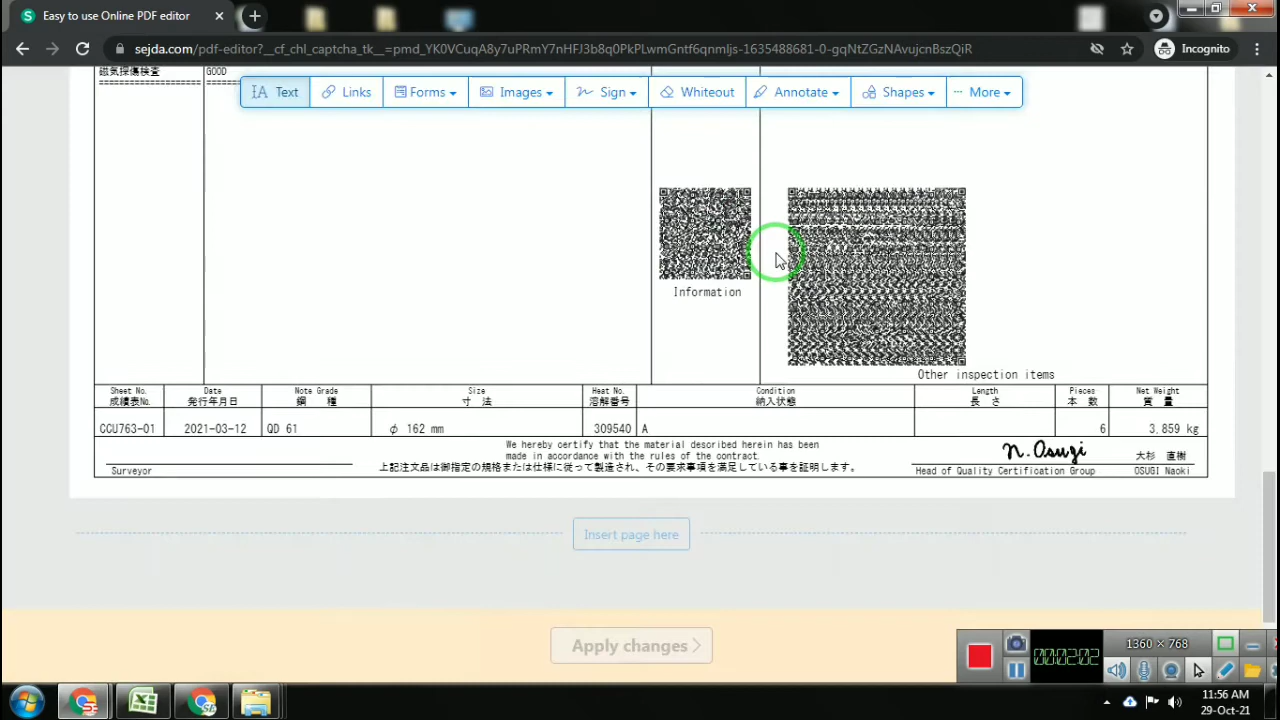 Easy to use Online PDF editor
sejda.com/pdf-editor?__cf_chl_captcha_tk__=pmd_YK0VCuqA8y7uPRmY7nHFJ3b8q0PkPLwmGntf6qnmljs-1635488681-0-gqNtZGzNAvujcnBszQiR
Incognito
磁気探傷検査 GOOD
Text Links Forms Images Sign Whiteout Annotate Shapes More
Information
Other inspection items
Sheet No. Date Note Grade Size Heat No. Condition Length Pieces Net Weight
成績表No. 発行年月日 鋼 種 寸 法 溶解番号 納入状態 長 さ 本 数 質 量
CCU763-01 2021-03-12 QD 61 φ 162 mm 309540 A 6 3,859 kg
We hereby certify that the material described herein has been
made in accordance with the rules of the contract.
上記注文品は御指定の規格または仕様に従って製造され、その要求事項を満足している事を証明します。
Surveyor
N. Osugi 大杉 直樹
Head of Quality Certification Group OSUGI Naoki
Insert page here
Apply changes
1360 × 768
00:02:02
11:56 AM
29-Oct-21